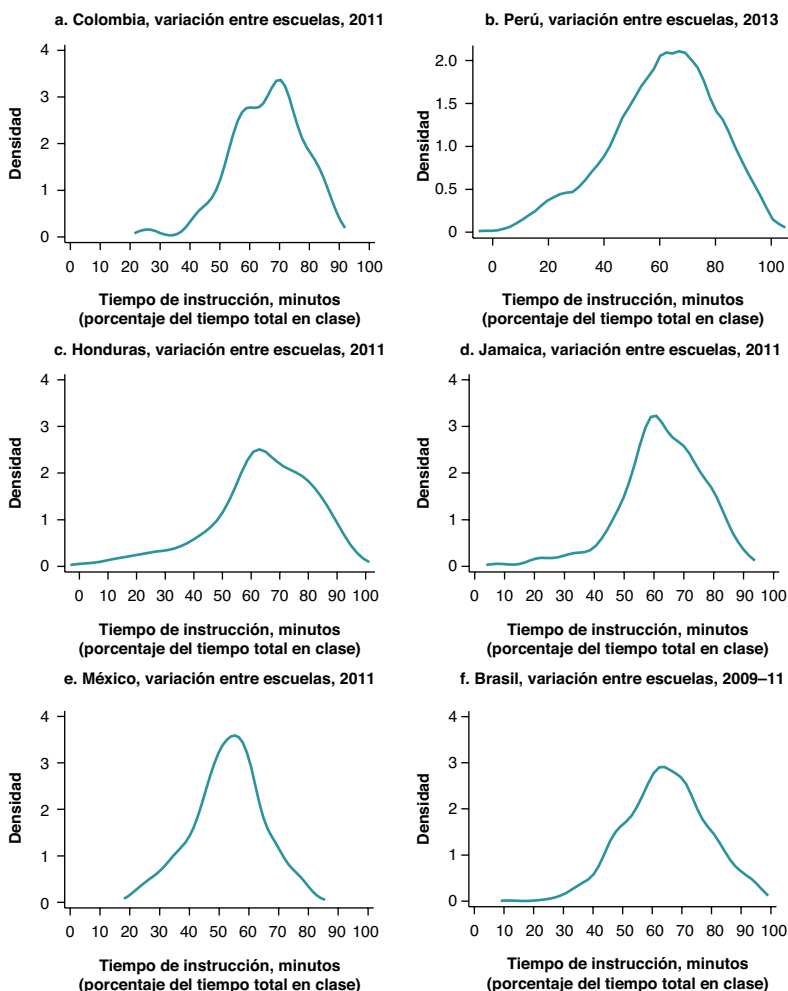 a. Colombia, variación entre escuelas, 2011
4
3
2
1
0
Densidad
0 10 20 30 40 50 60 70 80 90 100
Tiempo de instrucción, minutos
(porcentaje del tiempo total en clase)
b. Perú, variación entre escuelas, 2013
2.0
1.5
1.0
0.5
0
Densidad
0 20 40 60 80 100
Tiempo de instrucción, minutos
(porcentaje del tiempo total en clase)
c. Honduras, variación entre escuelas, 2011
4
3
2
1
0
Densidad
0 10 20 30 40 50 60 70 80 90 100
Tiempo de instrucción, minutos
(porcentaje del tiempo total en clase)
d. Jamaica, variación entre escuelas, 2011
4
3
2
1
0
Densidad
0 10 20 30 40 50 60 70 80 90 100
Tiempo de instrucción, minutos
(porcentaje del tiempo total en clase)
e. México, variación entre escuelas, 2011
4
3
2
1
0
Densidad
0 10 20 30 40 50 60 70 80 90 100
Tiempo de instrucción, minutos
(porcentaje del tiempo total en clase)
f. Brasil, variación entre escuelas, 2009–11
4
3
2
1
0
Densidad
0 10 20 30 40 50 60 70 80 90 100
Tiempo de instrucción, minutos
(porcentaje del tiempo total en clase)